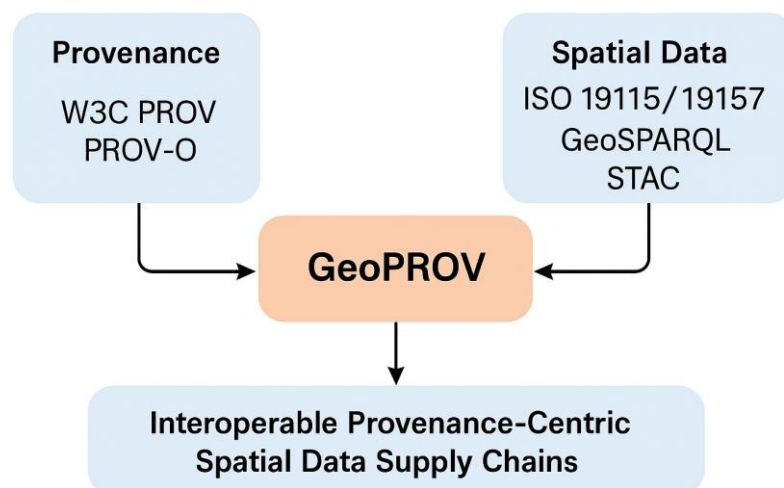 Provenance
W3C PROV
PROV-O
Spatial Data
ISO 19115/19157
GeoSPARQL
STAC
GeoPROV
Interoperable Provenance-Centric
Spatial Data Supply Chains